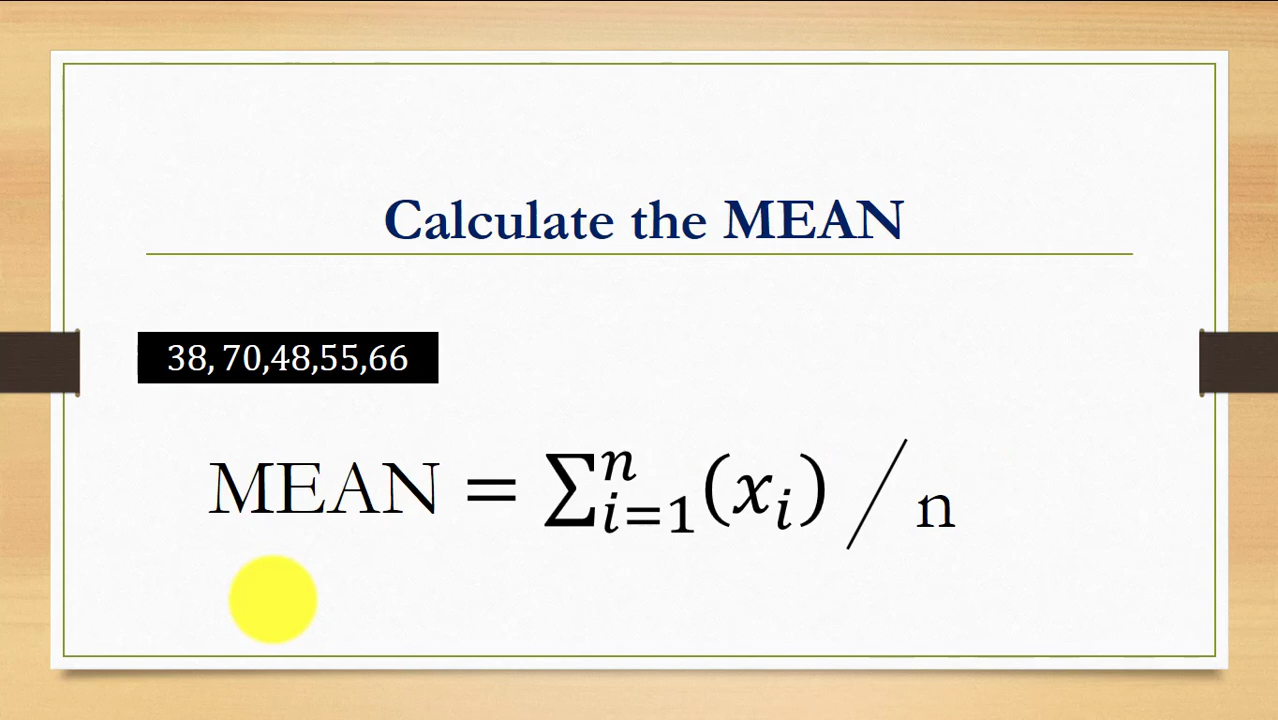 Calculate the MEAN
38, 70,48,55,66
MEAN = ∑ⁿᵢ₌₁(xᵢ) / n